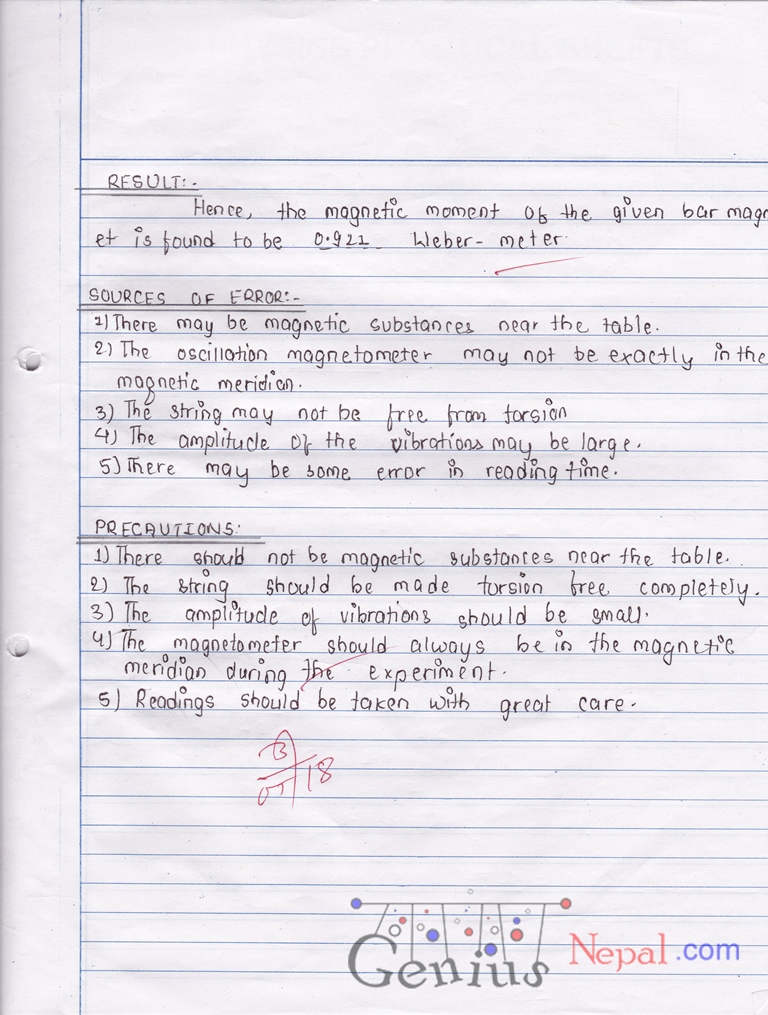 RESULT:-
Hence, the magnetic moment of the given bar magn
et is found to be 0.922 Weber-meter.
SOURCES OF ERROR:-
1) There may be magnetic substances near the table.
2) The oscillation magnetometer may not be exactly in the
magnetic meridian.
3) The string may not be free from torsion
4) The amplitude of the vibrations may be large.
5) There may be some error in reading time.
PRECAUTIONS:
1) There should not be magnetic substances near the table.
2) The string should be made torsion free completely.
3) The amplitude of vibrations should be small.
4) The magnetometer should always be in the magnetic
meridian during the experiment.
5) Readings should be taken with great care.
18
Genius Nepal.com